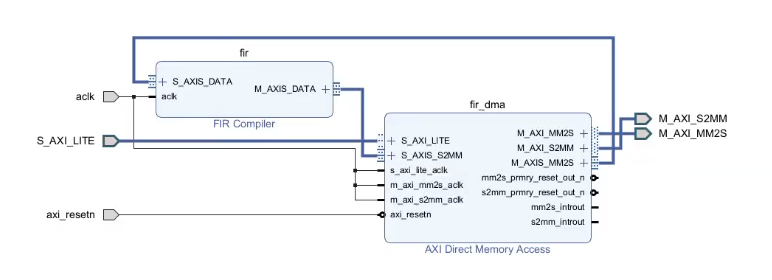 fir
S_AXIS_DATA
aclk
M_AXIS_DATA
FIR Compiler
aclk
S_AXI_LITE
axi_resetn
fir_dma
S_AXI_LITE
S_AXIS_S2MM
s_axi_lite_aclk
m_axi_mm2s_aclk
m_axi_s2mm_aclk
axi_resetn
M_AXI_MM2S
M_AXI_S2MM
M_AXIS_MM2S
mm2s_prmry_reset_out_n
s2mm_prmry_reset_out_n
mm2s_introut
s2mm_introut
AXI Direct Memory Access
M_AXI_S2MM
M_AXI_MM2S